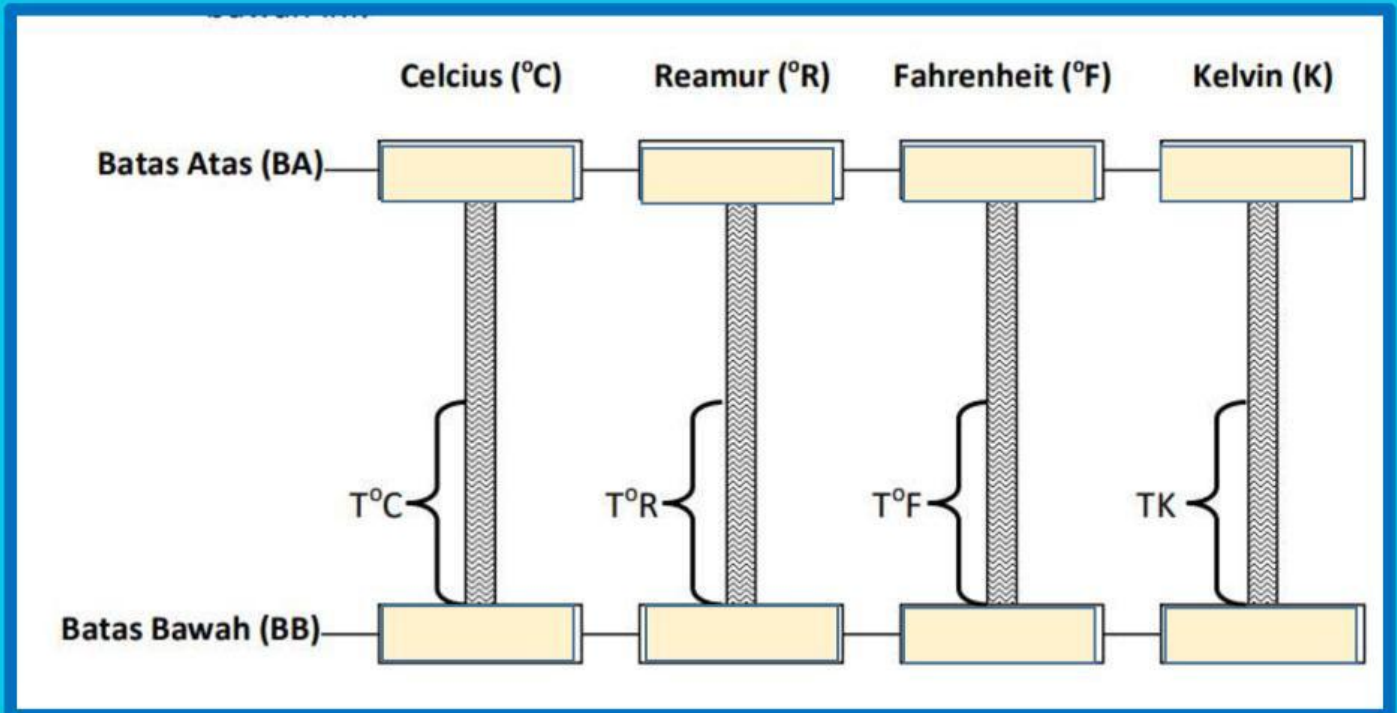 Celcius (°C) Reamur (°R) Fahrenheit (°F) Kelvin (K)
Batas Atas (BA)
T°C T°R T°F TK
Batas Bawah (BB)